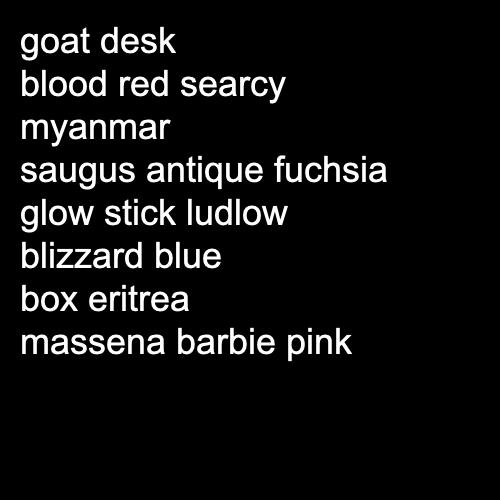 goat desk
blood red searcy
myanmar
saugus antique fuchsia
glow stick ludlow
blizzard blue
box eritrea
massena barbie pink